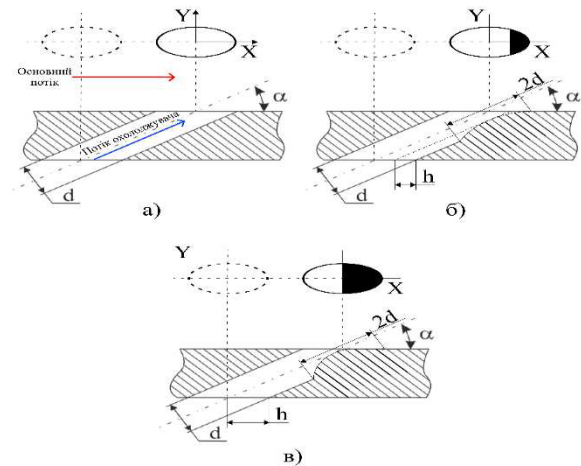 Y
X
Основний
потік
Потік охолоджувача
α
d
а)
Y
X
2d
α
d
h
б)
Y
X
2d
α
d
h
в)